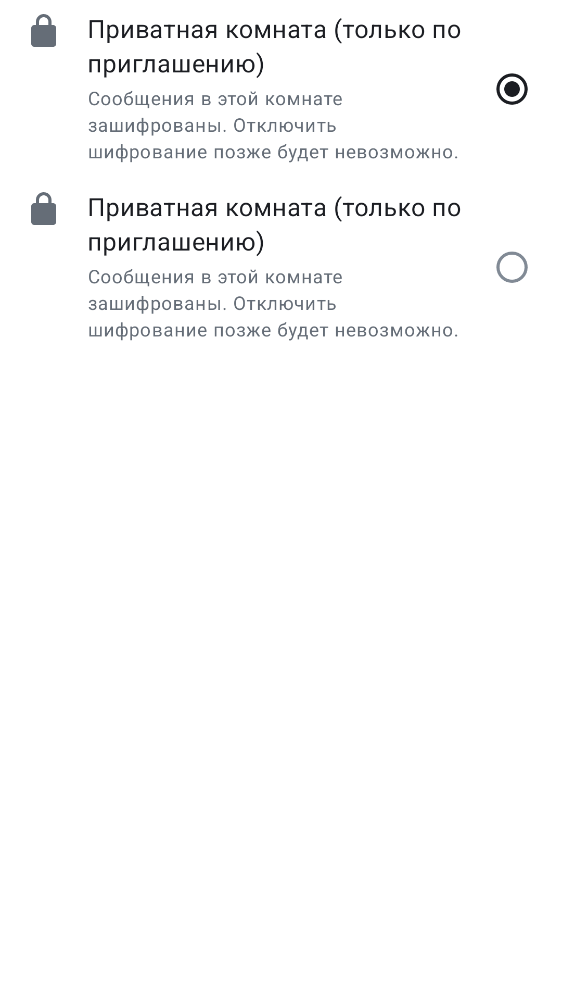 Приватная комната (только по
приглашению)
Сообщения в этой комнате
зашифрованы. Отключить
шифрование позже будет невозможно.
Приватная комната (только по
приглашению)
Сообщения в этой комнате
зашифрованы. Отключить
шифрование позже будет невозможно.